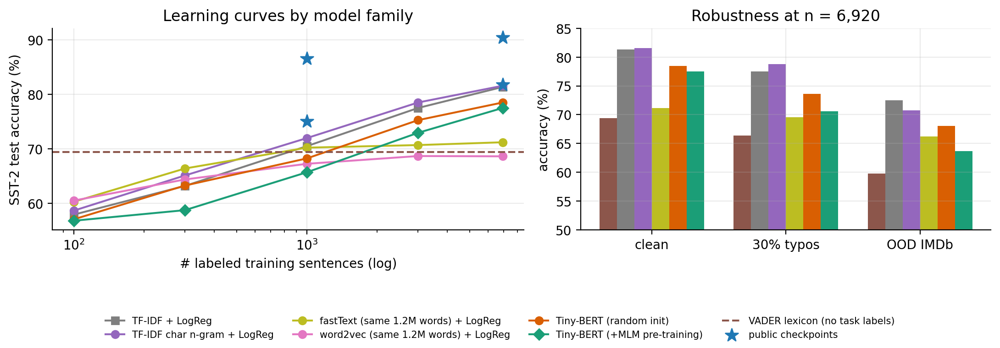 Learning curves by model family
SST-2 test accuracy (%)
90
80
70
60
10²
10³
# labeled training sentences (log)
Robustness at n = 6,920
accuracy (%)
85
80
75
70
65
60
55
50
clean
30% typos
OOD IMDb
TF-IDF + LogReg
TF-IDF char n-gram + LogReg
fastText (same 1.2M words) + LogReg
word2vec (same 1.2M words) + LogReg
Tiny-BERT (random init)
Tiny-BERT (+MLM pre-training)
VADER lexicon (no task labels)
public checkpoints